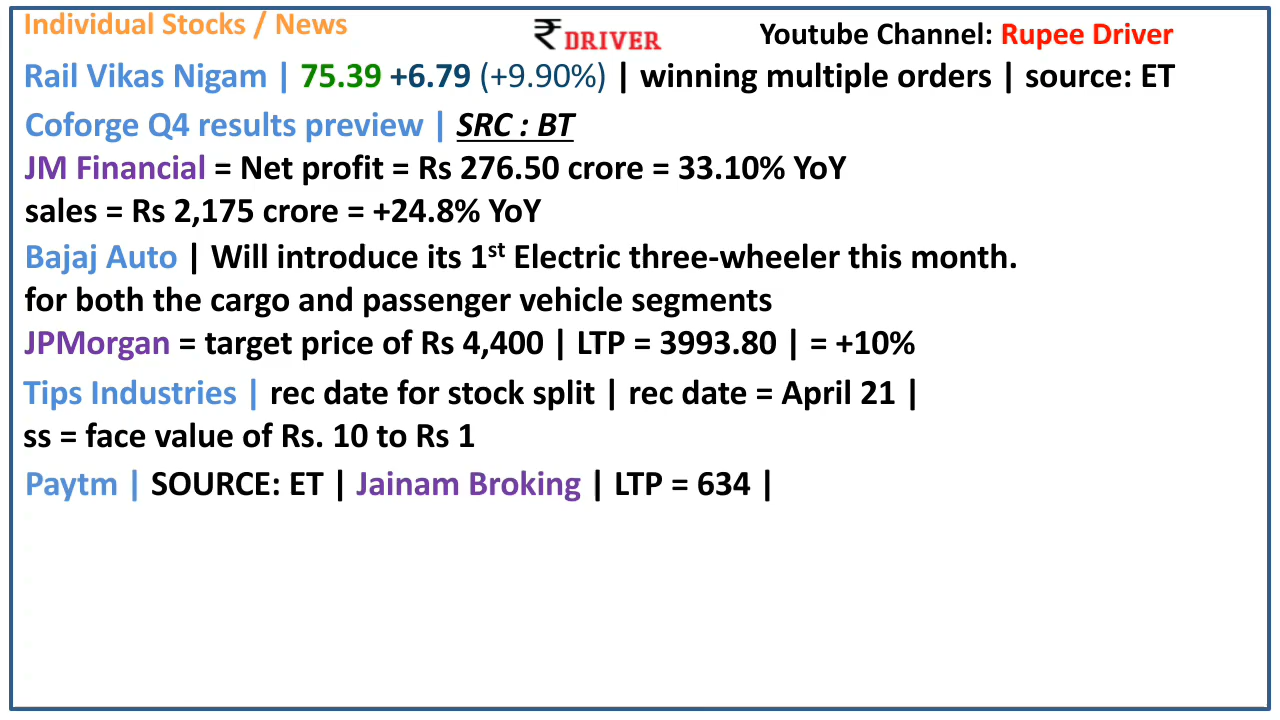 Individual Stocks / News
₹ DRIVER
Youtube Channel: Rupee Driver
Rail Vikas Nigam | 75.39 +6.79 (+9.90%) | winning multiple orders | source: ET
Coforge Q4 results preview | SRC : BT
JM Financial = Net profit = Rs 276.50 crore = 33.10% YoY
sales = Rs 2,175 crore = +24.8% YoY
Bajaj Auto | Will introduce its 1st Electric three-wheeler this month.
for both the cargo and passenger vehicle segments
JPMorgan = target price of Rs 4,400 | LTP = 3993.80 | = +10%
Tips Industries | rec date for stock split | rec date = April 21 |
ss = face value of Rs. 10 to Rs 1
Paytm | SOURCE: ET | Jainam Broking | LTP = 634 |